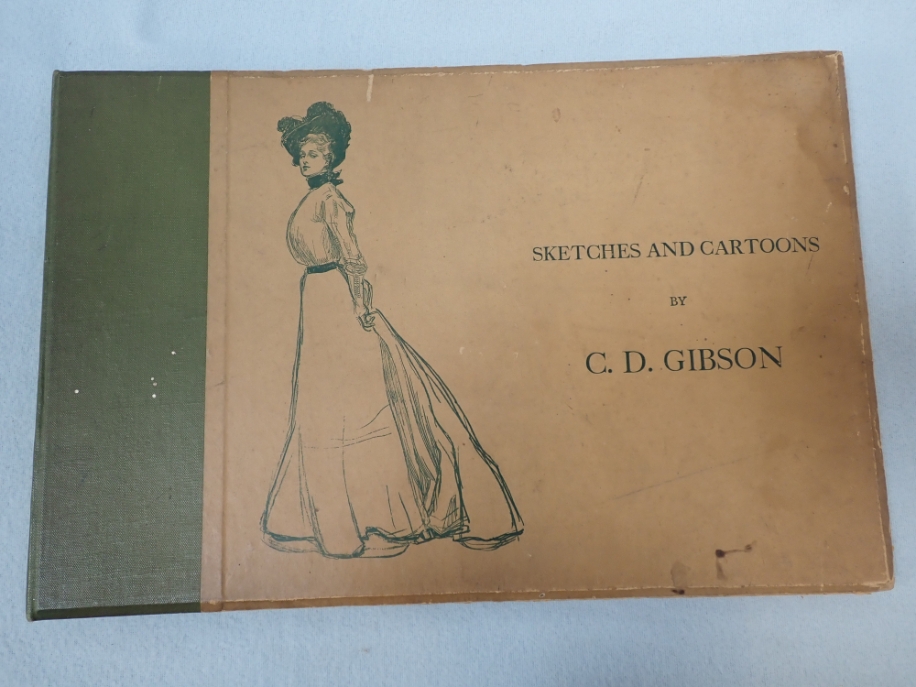 SKETCHES AND CARTOONS
BY
C. D. GIBSON